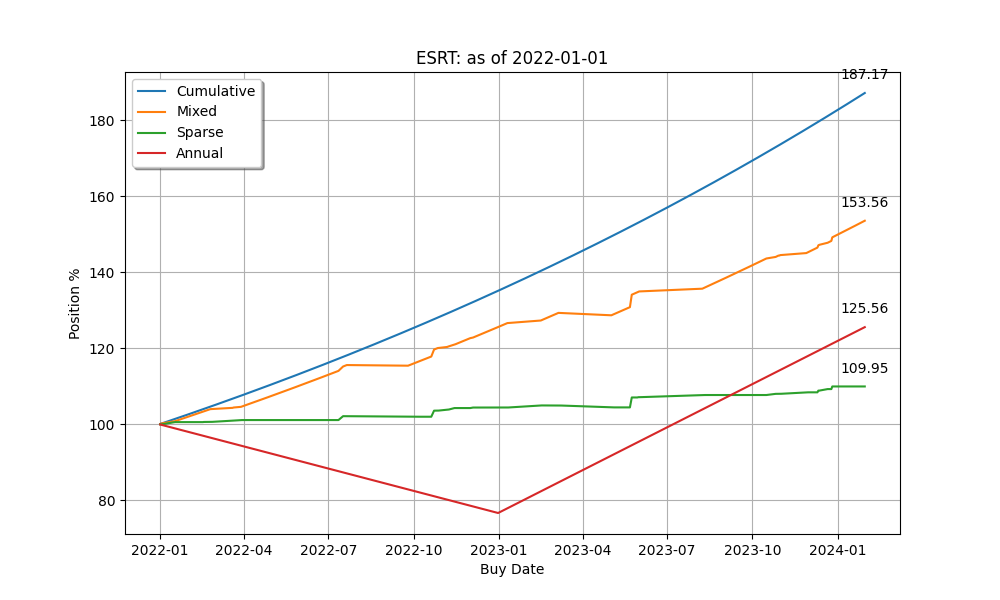 ESRT: as of 2022-01-01
187.17
Cumulative
Mixed
Sparse
Annual
180
160
153.56
140
125.56
120
109.95
100
80
Position %
2022-01 2022-04 2022-07 2022-10 2023-01 2023-04 2023-07 2023-10 2024-01
Buy Date